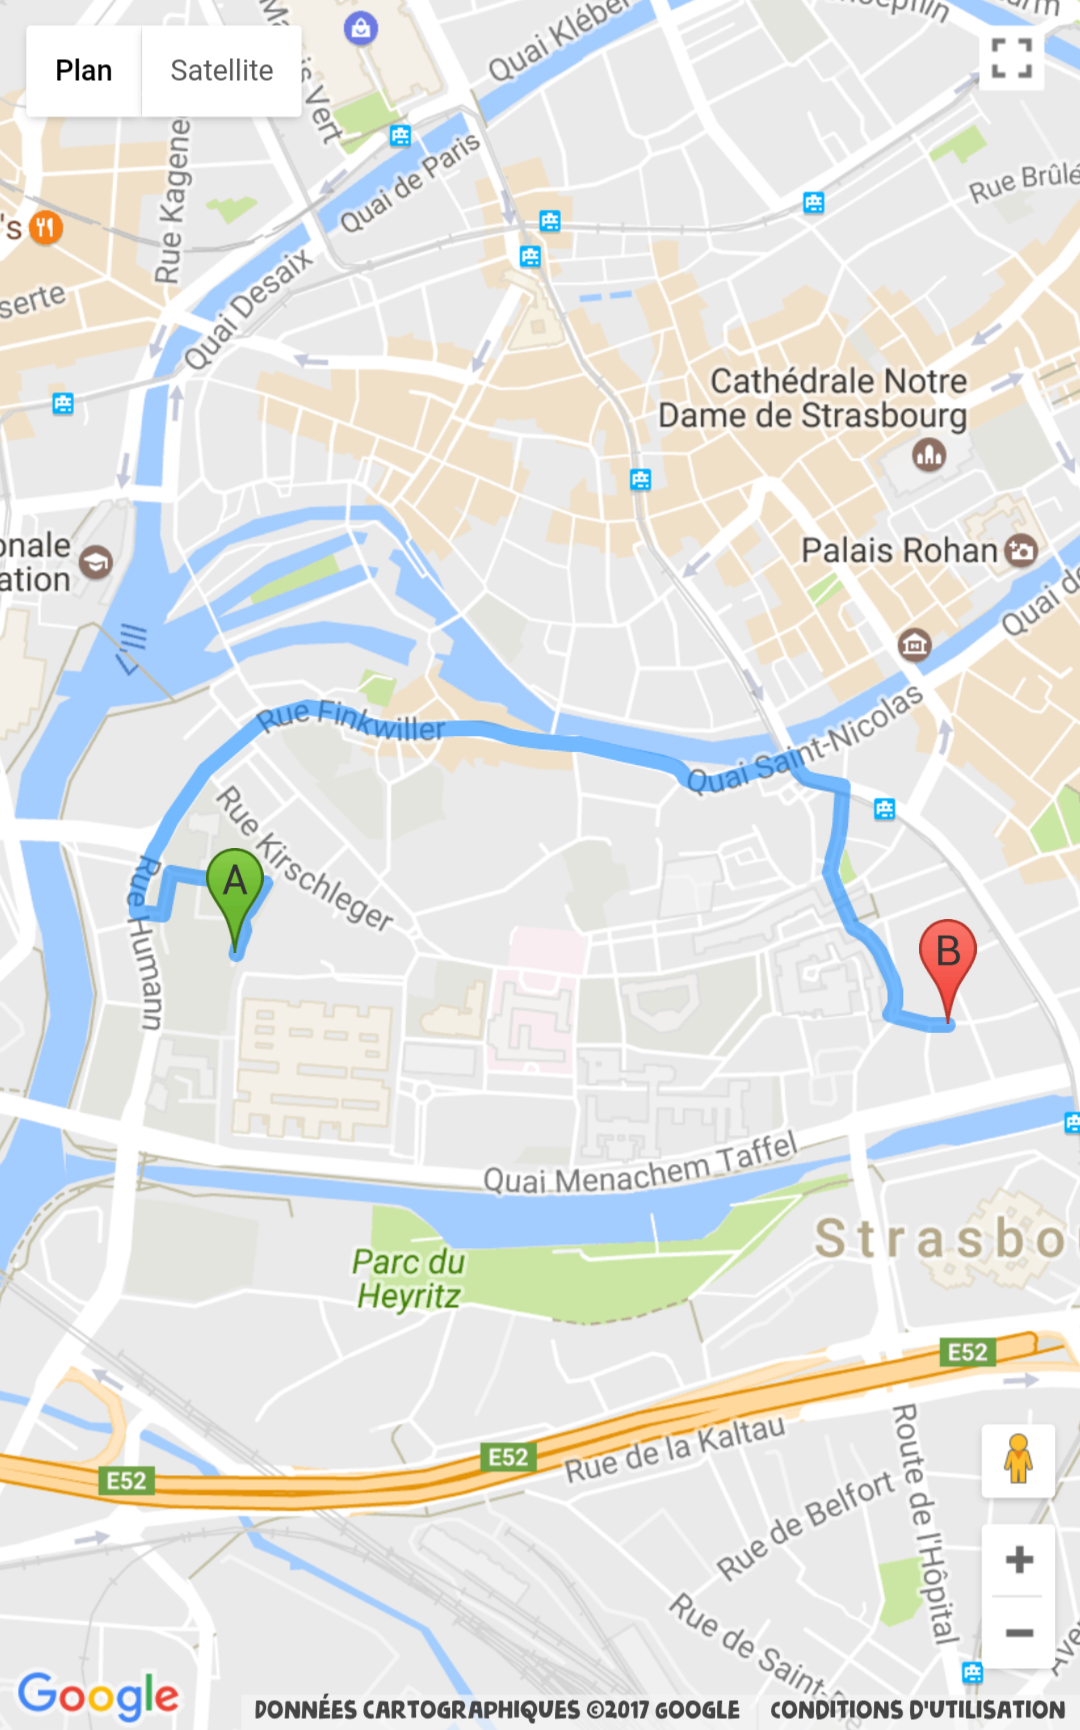 Plan
Satellite
Quai Kléber
Quai de Paris
Rue Brûlé
Rue Kagene
's
Quai Desaix
serte
Cathédrale Notre
Dame de Strasbourg
onale
ation
Palais Rohan
Quai de
Ill
Rue Finkwiller
Quai Saint-Nicolas
Rue Kirschleger
A
B
Rue Humann
Quai Menachem Taffel
Parc du
Heyritz
Strasbo
E52
E52
E52
Rue de la Kaltau
Route de l'Hôpital
Rue de Belfort
Rue de Saint-
Google
DONNÉES CARTOGRAPHIQUES ©2017 GOOGLE
CONDITIONS D'UTILISATION